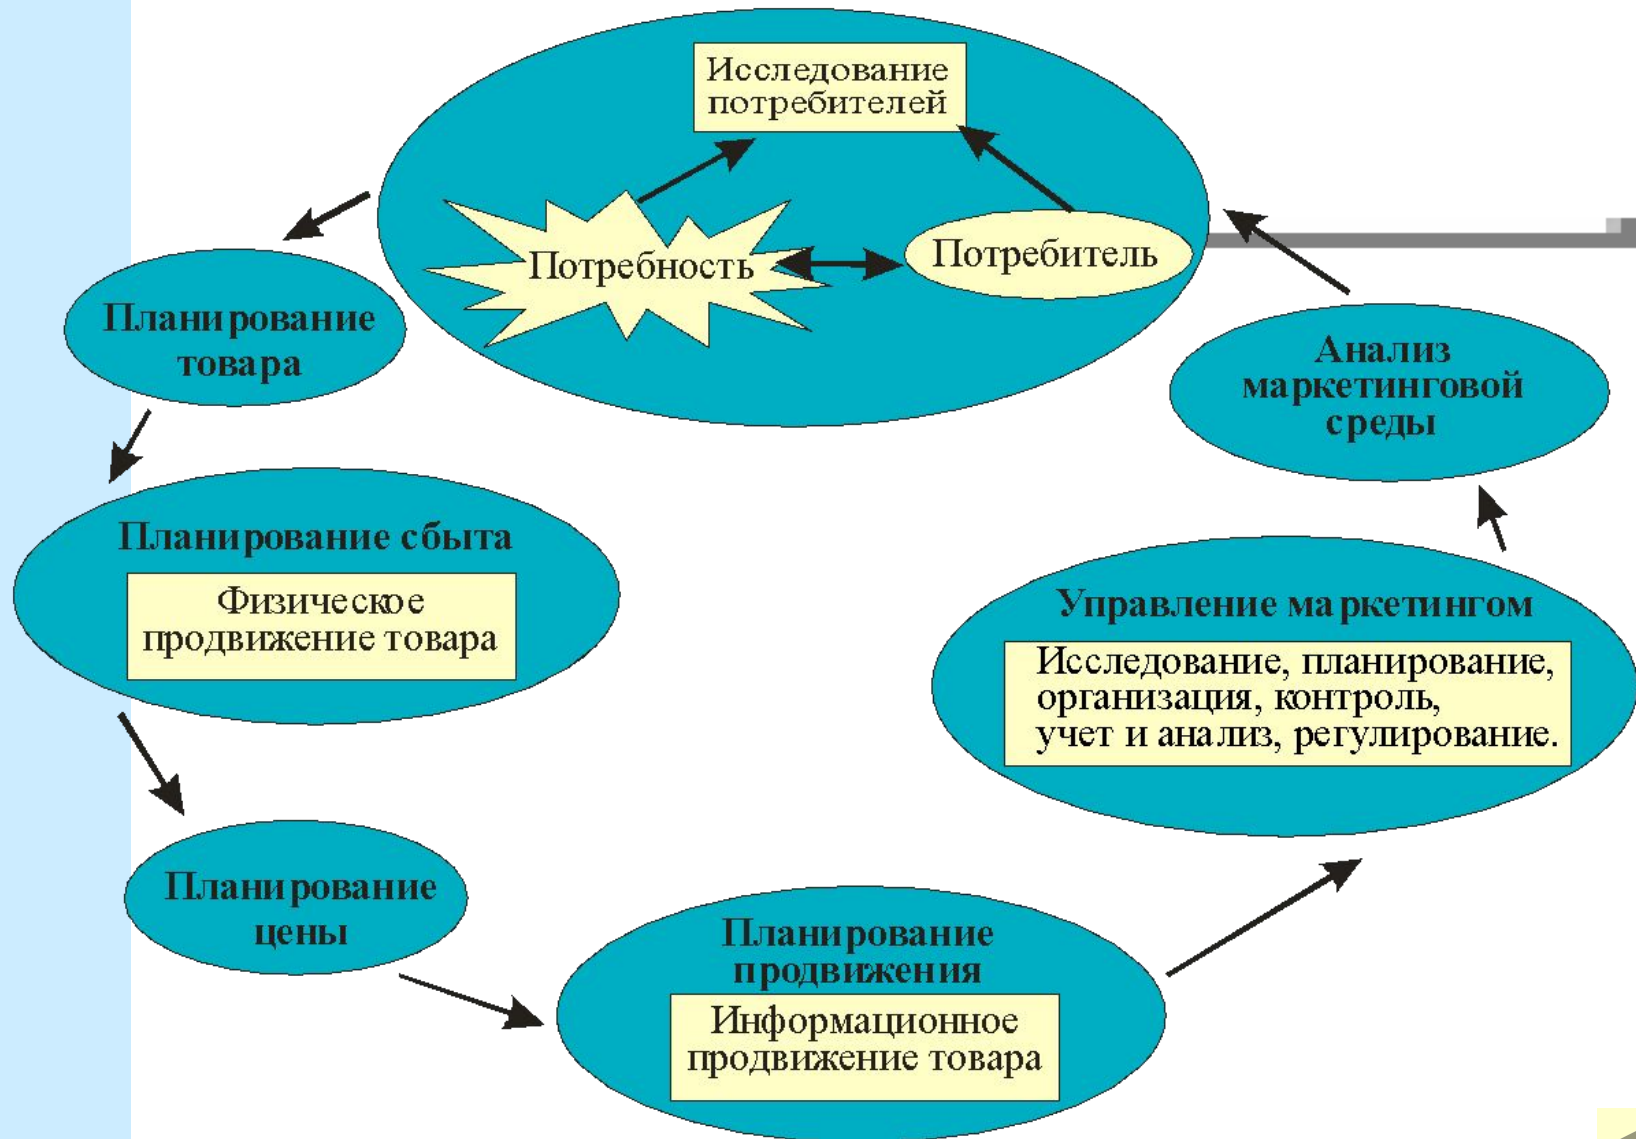 Исследование
потребителей
Потребность
Потребитель
Планирование
товара
Анализ
маркетинговой
среды
Планирование сбыта
Физическое
продвижение товара
Управление маркетингом
Исследование, планирование,
организация, контроль,
учет и анализ, регулирование.
Планирование
цены
Планирование
продвижения
Информационное
продвижение товара